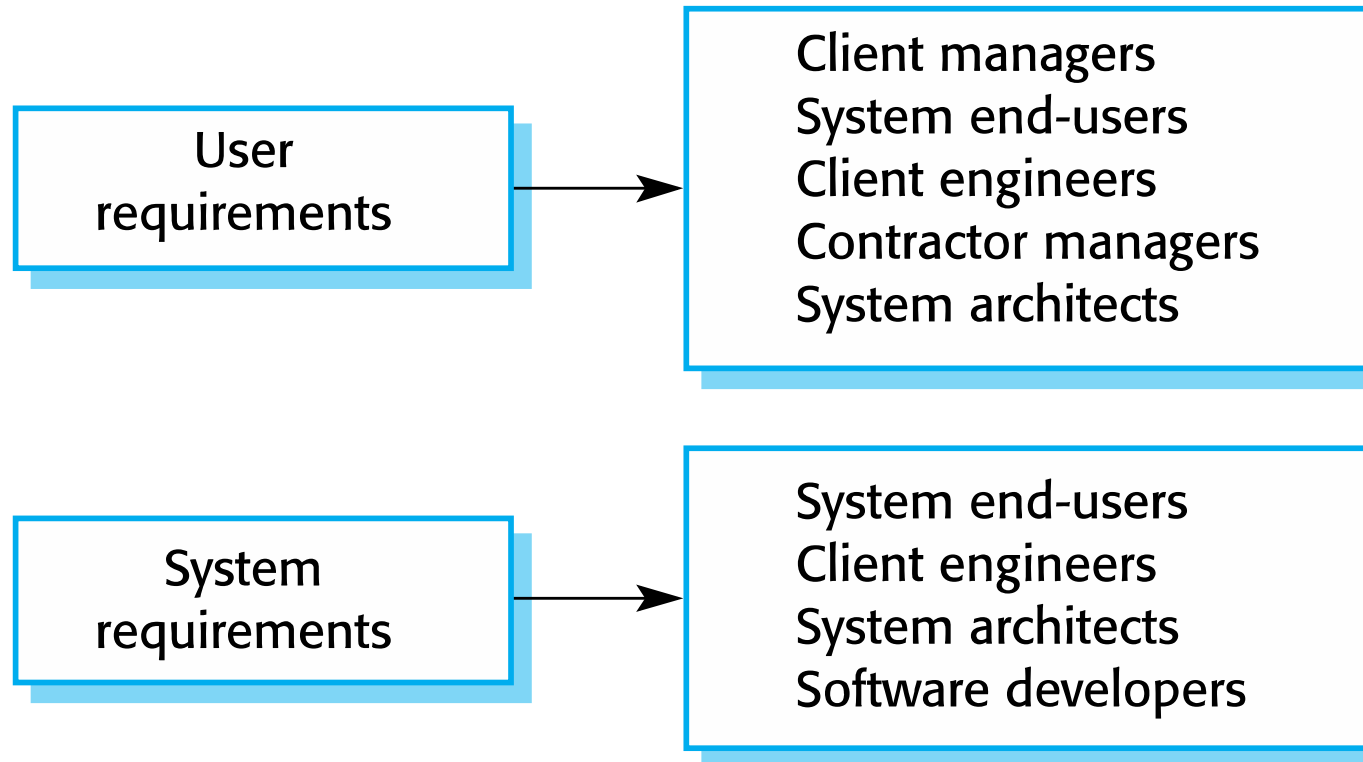 User
requirements
Client managers
System end-users
Client engineers
Contractor managers
System architects
System
requirements
System end-users
Client engineers
System architects
Software developers